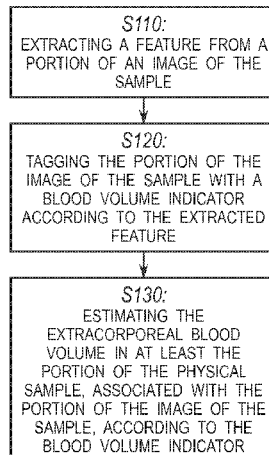 S110:
EXTRACTING A FEATURE FROM A
PORTION OF AN IMAGE OF THE
SAMPLE
S120:
TAGGING THE PORTION OF THE
IMAGE OF THE SAMPLE WITH A
BLOOD VOLUME INDICATOR
ACCORDING TO THE EXTRACTED
FEATURE
S130:
ESTIMATING THE
EXTRACORPOREAL BLOOD
VOLUME IN AT LEAST THE
PORTION OF THE PHYSICAL
SAMPLE, ASSOCIATED WITH THE
PORTION OF THE IMAGE OF THE
SAMPLE, ACCORDING TO THE
BLOOD VOLUME INDICATOR